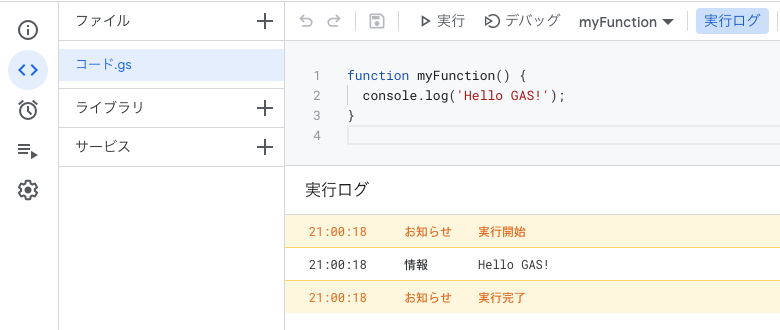 ファイル
実行 デバッグ myFunction 実行ログ
コード.gs
ライブラリ
サービス
1 function myFunction() {
2 console.log('Hello GAS!');
3 }
4
実行ログ
21:00:18 お知らせ 実行開始
21:00:18 情報 Hello GAS!
21:00:18 お知らせ 実行完了